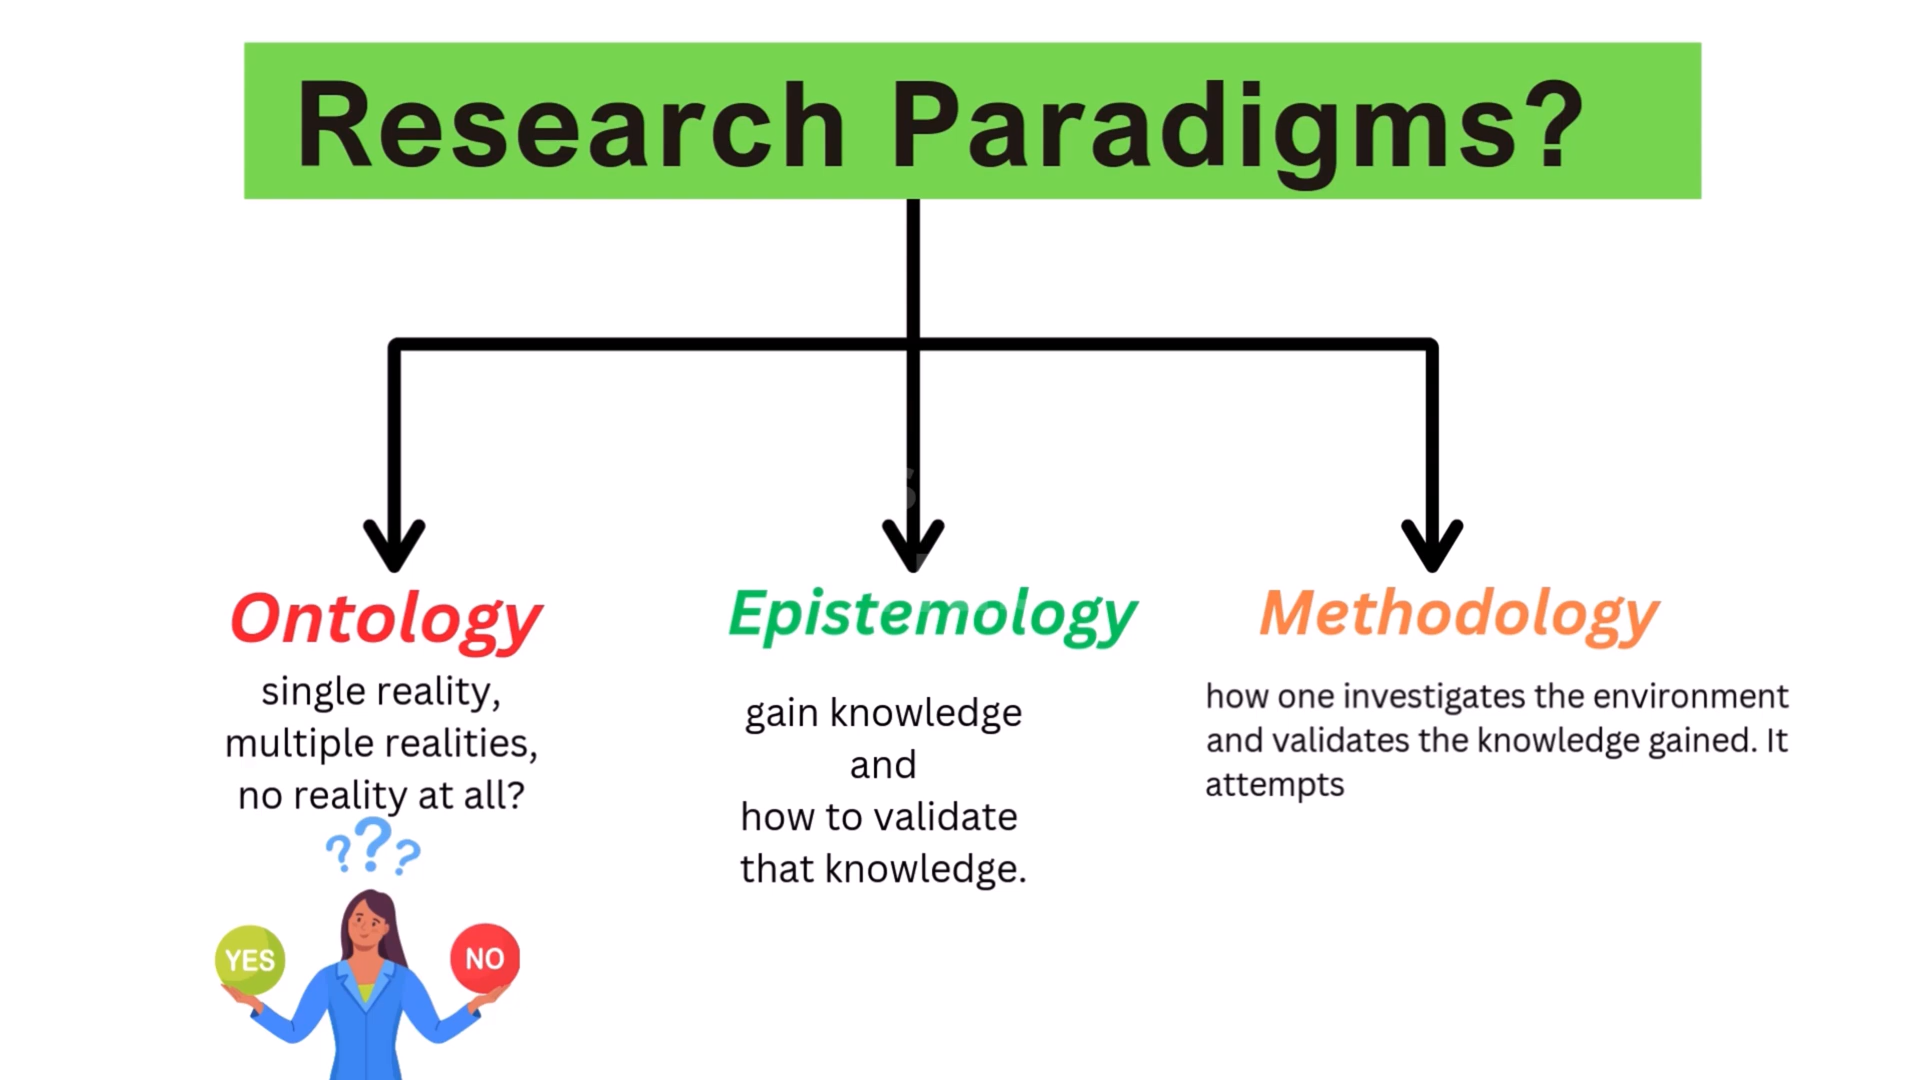 Research Paradigms?
Ontology
single reality,
multiple realities,
no reality at all?
???
YES
NO
Epistemology
gain knowledge
and
how to validate
that knowledge.
Methodology
how one investigates the environment
and validates the knowledge gained. It
attempts